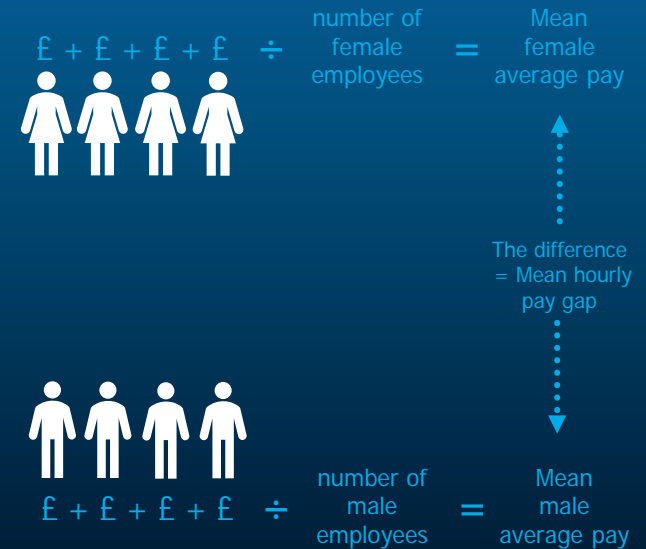 £ + £ + £ + £ ÷ number of female employees = Mean female average pay
The difference
= Mean hourly
pay gap
£ + £ + £ + £ ÷ number of male employees = Mean male average pay